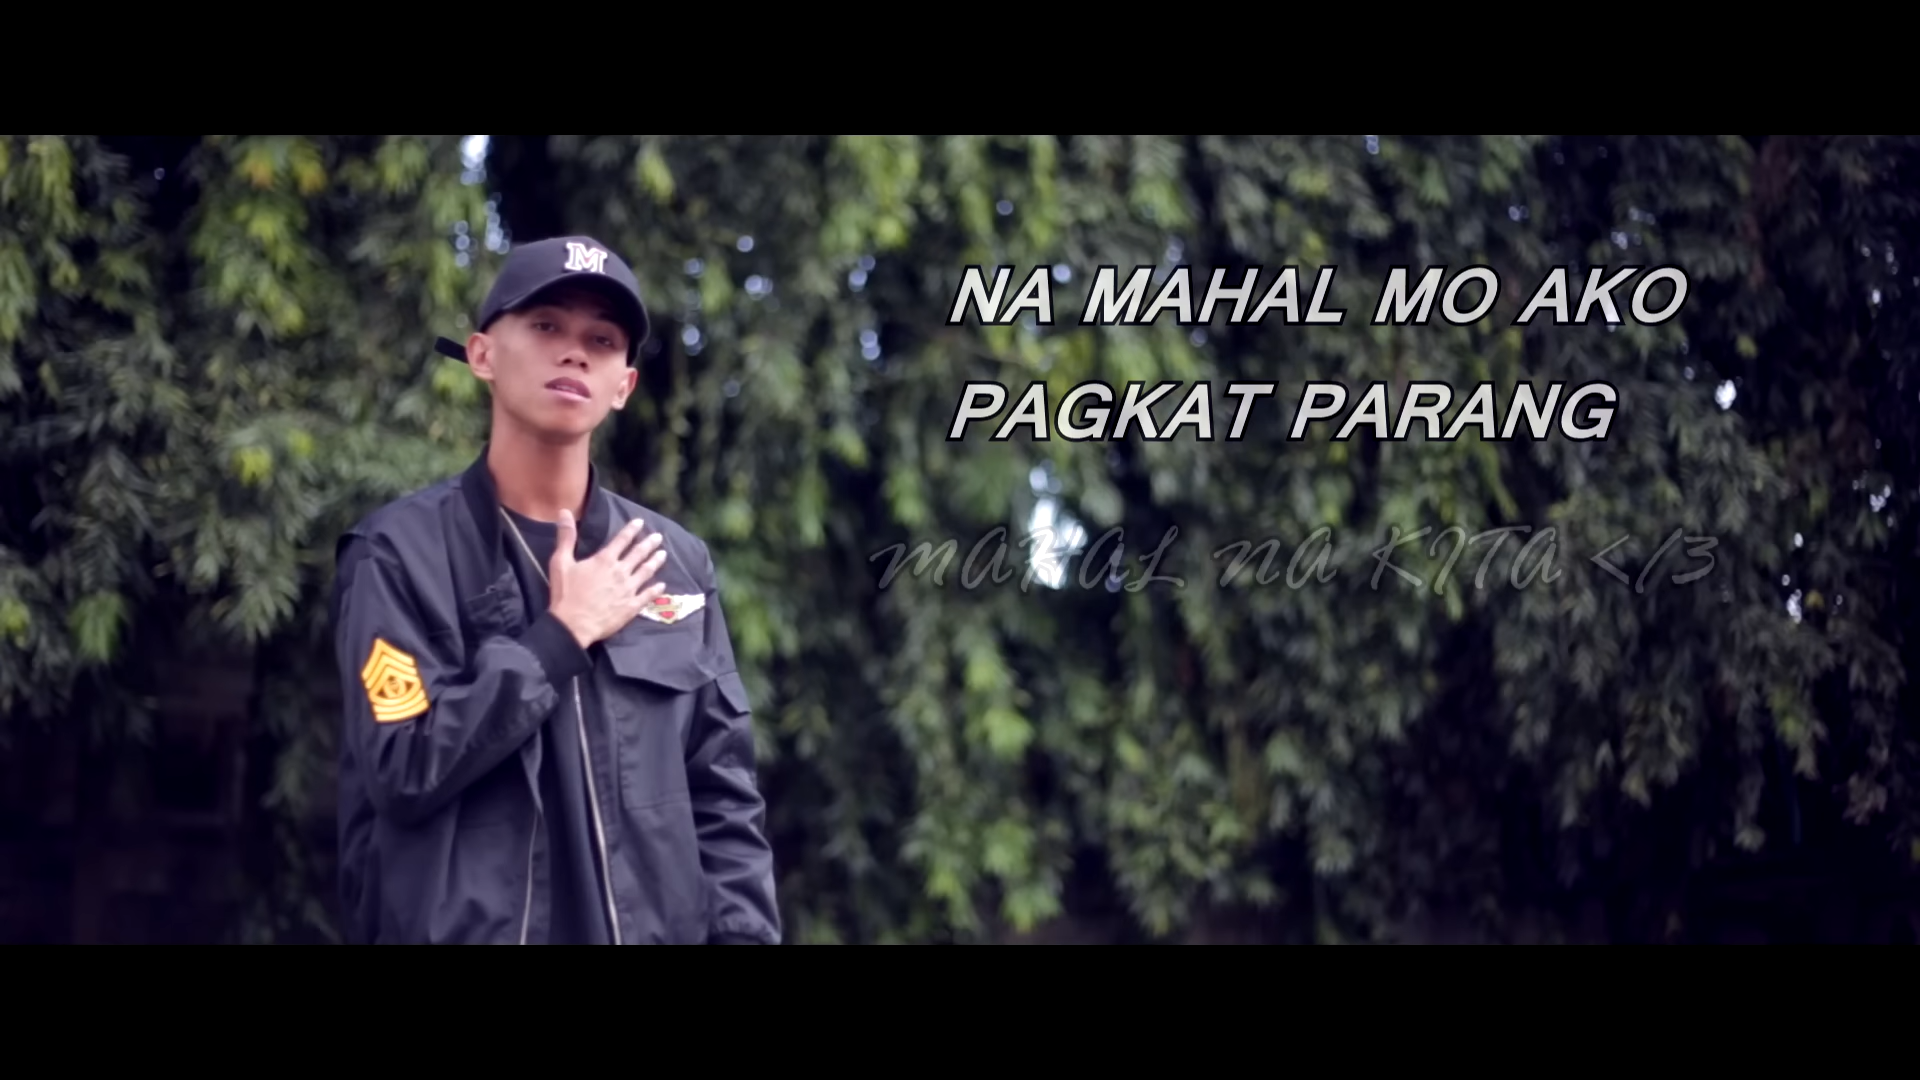 M
NA MAHAL MO AKO
PAGKAT PARANG
MAHAL NA KITA </3